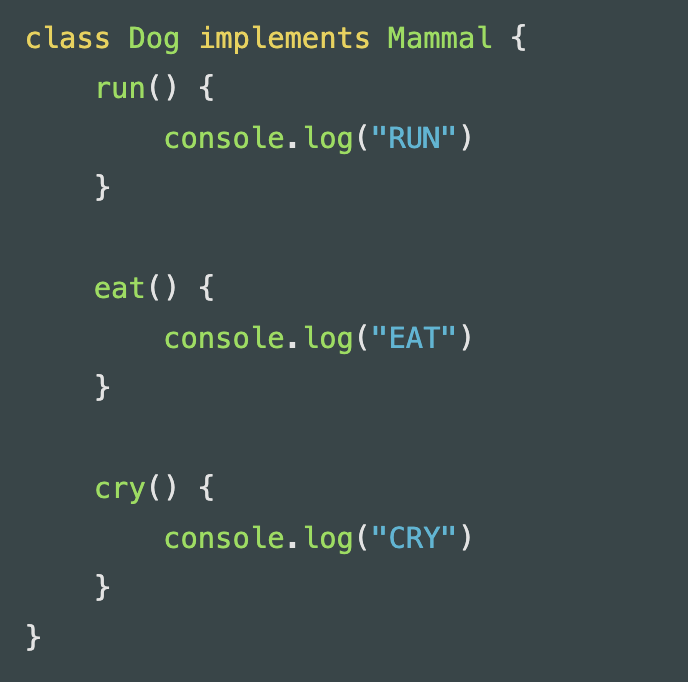 class Dog implements Mammal {
    run() {
        console.log("RUN")
    }

    eat() {
        console.log("EAT")
    }

    cry() {
        console.log("CRY")
    }
}